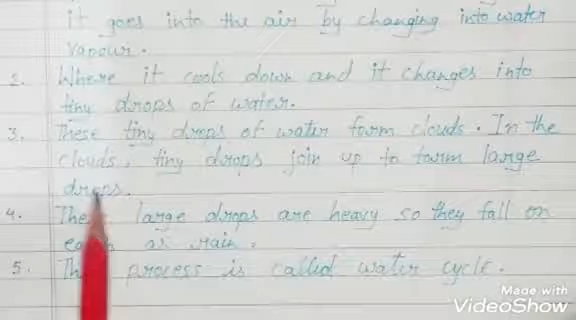 it goes into the air by changing into water
vapour.
2. Where it cools down and it changes into
tiny drops of water.
3. These tiny drops of water form clouds. In the
clouds, tiny drops join up to form large
drops.
4. These large drops are heavy so they fall on
earth as rain.
5. process is called water cycle.
Made with
VideoShow